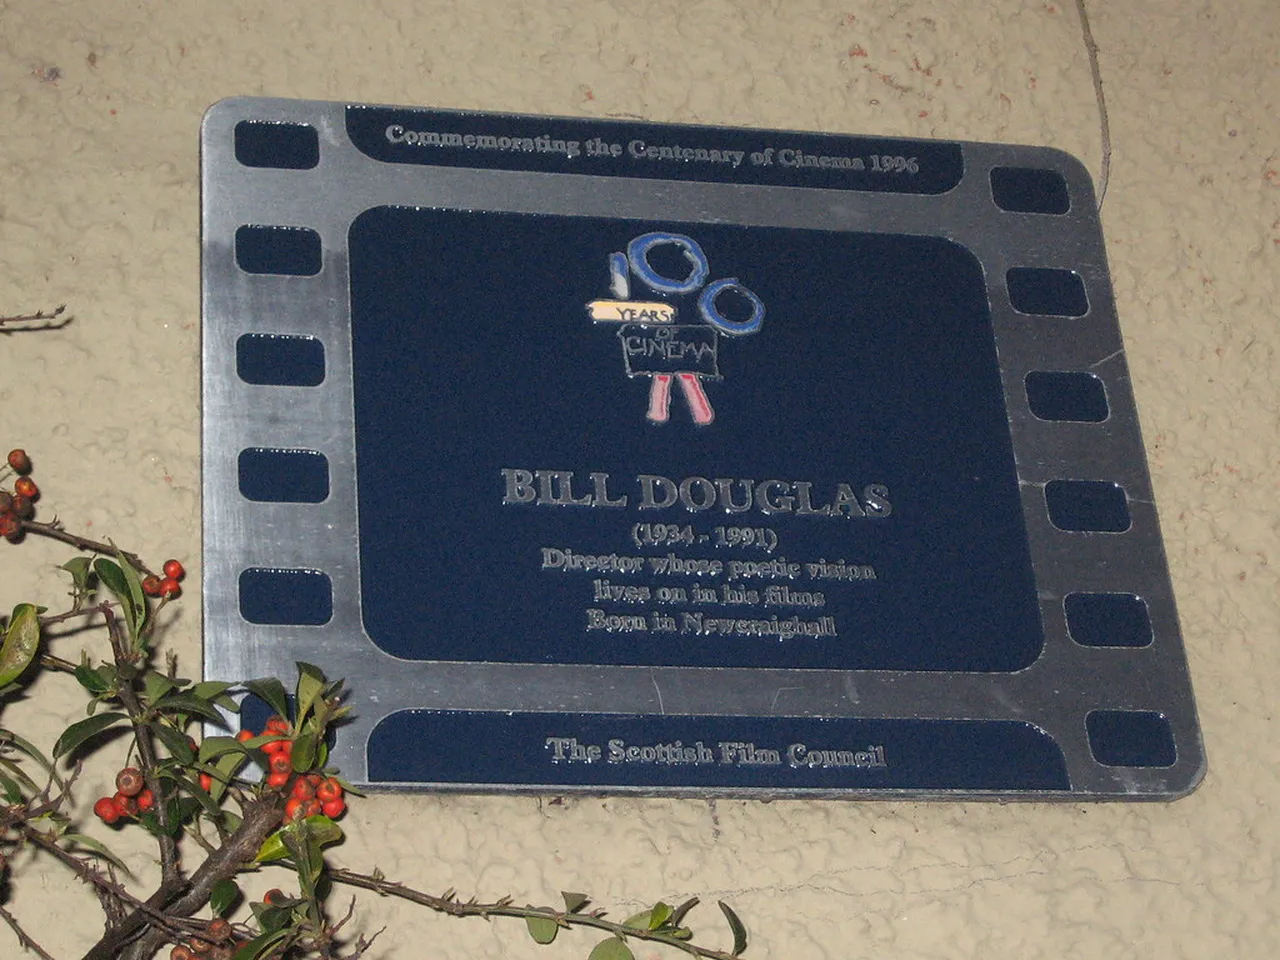 Commemorating the Centenary of Cinema 1996
100
YEARS
OF
CINEMA
BILL DOUGLAS
(1934 - 1991)
Director whose poetic vision
lives on in his films
Born in Newcraighall
The Scottish Film Council